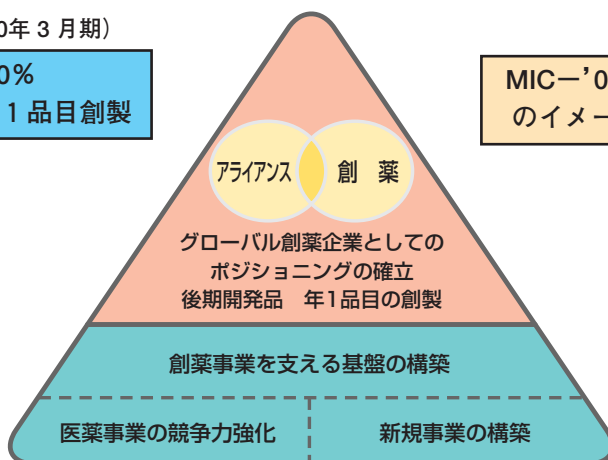 0年3月期）
0%
1品目創製
MIC－’0
のイメー
アライアンス
創　薬
グローバル創薬企業としての
ポジショニングの確立
後期開発品　年1品目の創製
創薬事業を支える基盤の構築
医薬事業の競争力強化
新規事業の構築